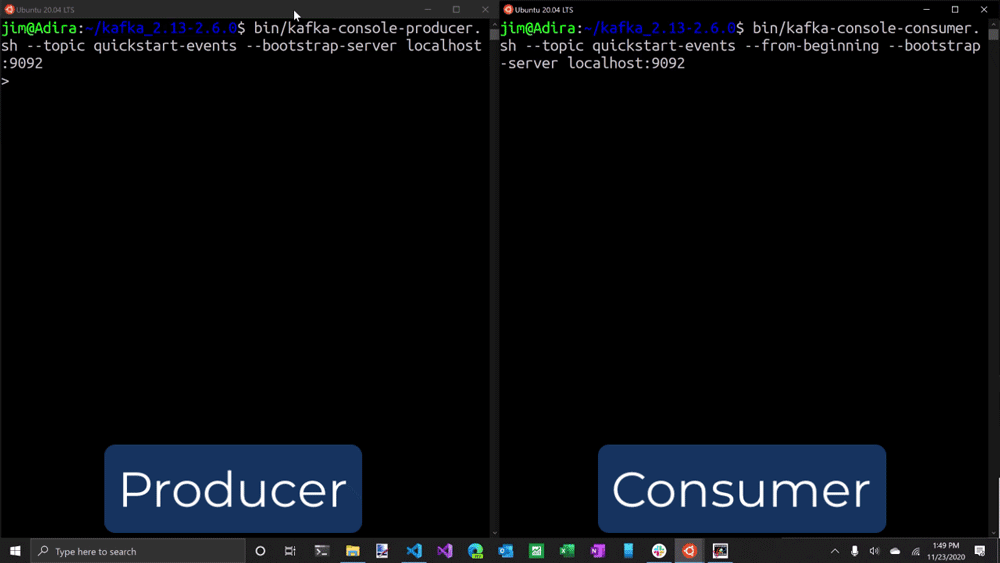 Ubuntu 20.04 LTS
jim@Adira:~/kafka_2.13-2.6.0$ bin/kafka-console-producer.
sh --topic quickstart-events --bootstrap-server localhost
:9092
>
Producer
Ubuntu 20.04 LTS
jim@Adira:~/kafka_2.13-2.6.0$ bin/kafka-console-consumer.
sh --topic quickstart-events --from-beginning --bootstrap
-server localhost:9092
Consumer
Type here to search
1:49 PM
11/23/2020